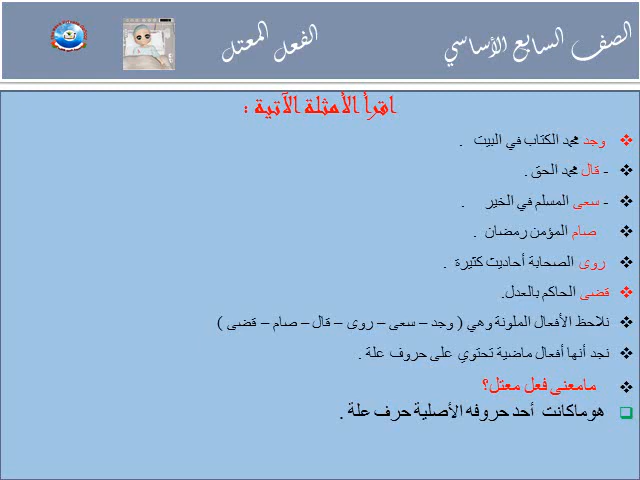 الصف السابع الأساسي
الفعل المعتل
اقرأ الأمثلة الآتية :
وجد محمد الكتاب في البيت .
- قال محمد الحق .
- سعى المسلم في الخير .
صام المؤمن رمضان .
روى الصحابة أحاديث كثيرة .
قضى الحاكم بالعدل.
نلاحظ الأفعال الملونة وهي ( وجد – سعى – روى – قال – صام – قضى )
نجد أنها أفعال ماضية تحتوي على حروف علة .
مامعنى فعل معتل؟
هوماكانت أحد حروفه الأصلية حرف علة .